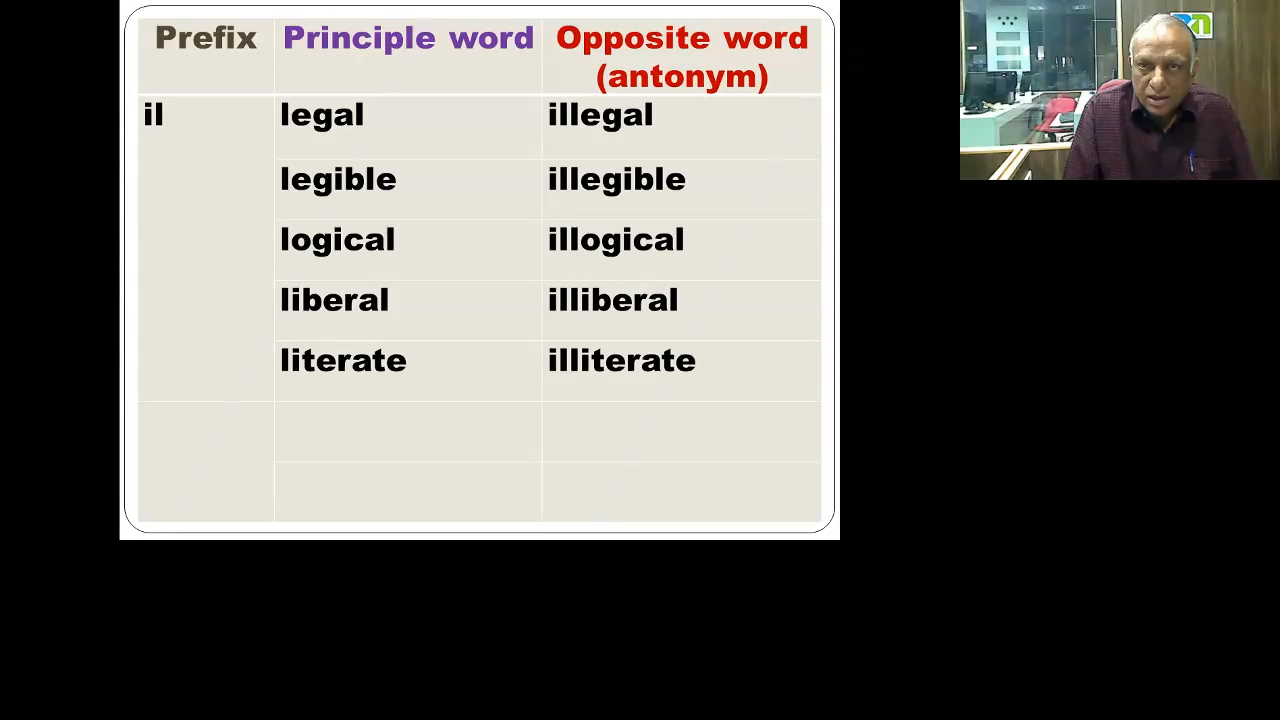 Prefix Principle word Opposite word
(antonym)
il legal illegal
legible illegible
logical illogical
liberal illiberal
literate illiterate